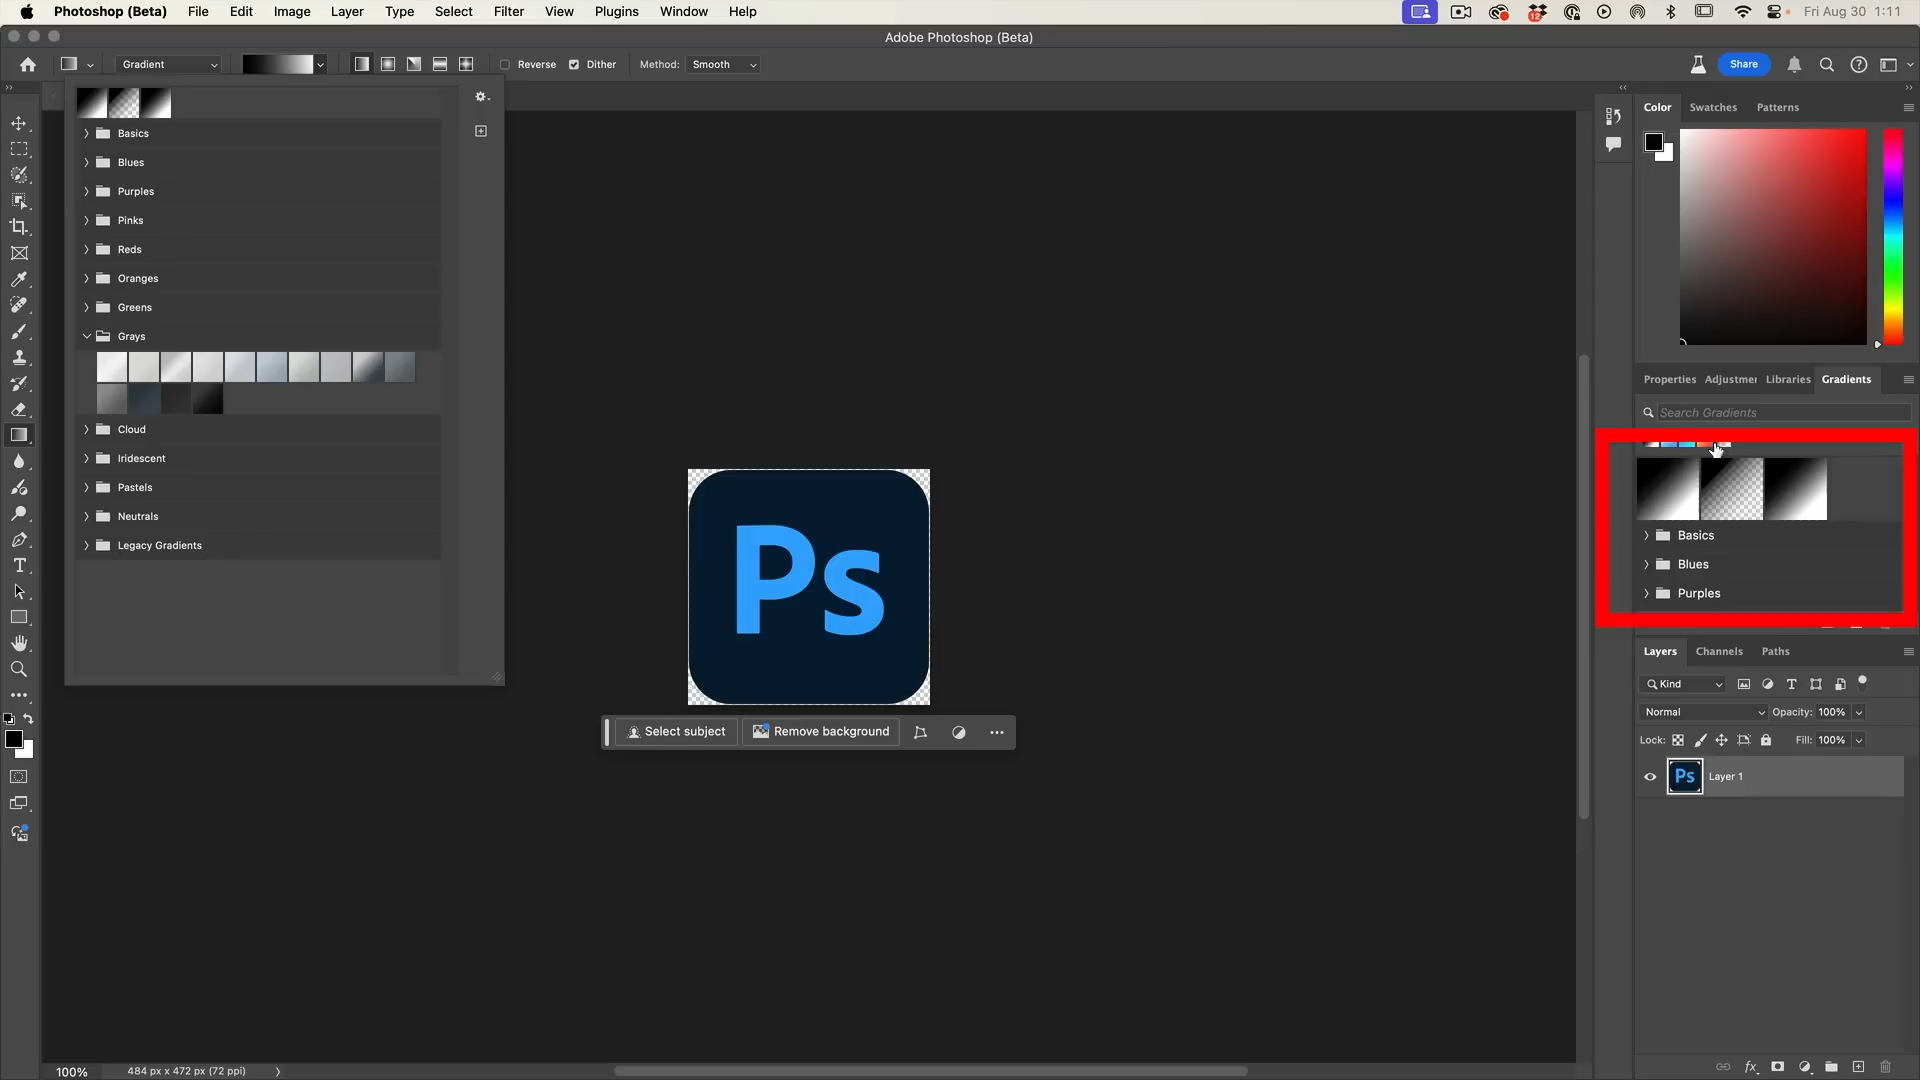 Photoshop (Beta) File Edit Image Layer Type Select Filter View Plugins Window Help 12 Fri Aug 30 1:11
Adobe Photoshop (Beta)
Gradient Reverse Dither Method: Smooth Share
Basics
Blues
Purples
Pinks
Reds
Oranges
Greens
Grays
Cloud
Iridescent
Pastels
Neutrals
Legacy Gradients
Ps
Select subject Remove background
Color Swatches Patterns
Properties Adjustmer Libraries Gradients
Search Gradients
Basics
Blues
Purples
Layers Channels Paths
Kind
Normal Opacity: 100%
Lock: Fill: 100%
Ps Layer 1
fx
100% 484 px x 472 px (72 ppi)